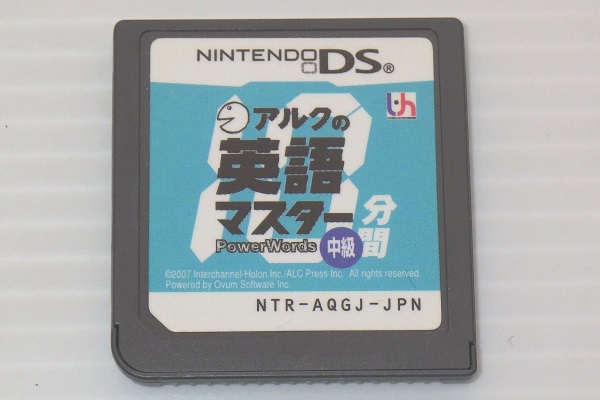 NINTENDO DS®
アルクの
10
英語
マスター
分間
PowerWords 中級
©2007 Interchannel-Holon Inc./ALC Press Inc. All rights reserved.
Powered by Ovum Software Inc.
NTR-AQGJ-JPN